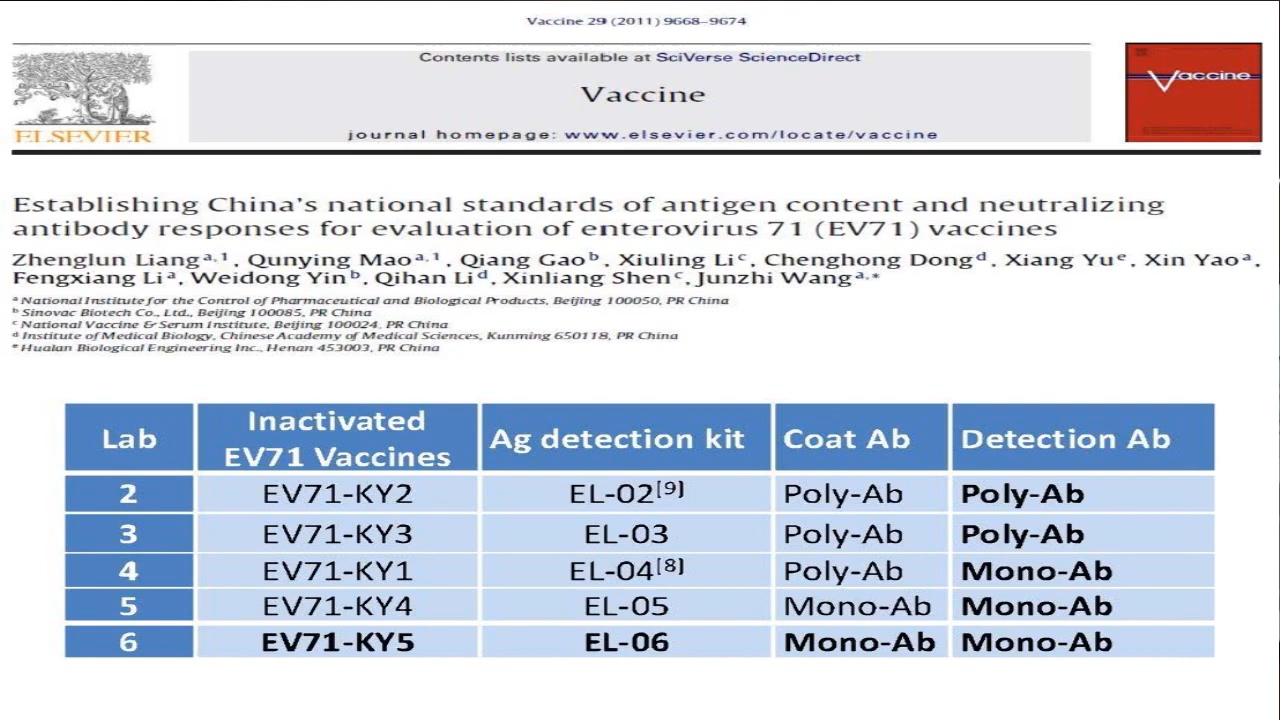 Vaccine 29 (2011) 9668–9674
Contents lists available at SciVerse ScienceDirect
Vaccine
journal homepage: www.elsevier.com/locate/vaccine
ELSEVIER
Vaccine
Establishing China's national standards of antigen content and neutralizing
antibody responses for evaluation of enterovirus 71 (EV71) vaccines
Zhenglun Liang a,1, Qunying Mao a,1, Qiang Gao b, Xiuling Li c, Chenghong Dong d, Xiang Yu e, Xin Yao a,
Fengxiang Li a, Weidong Yin b, Qihan Li d, Xinliang Shen c, Junzhi Wang a,*
a National Institute for the Control of Pharmaceutical and Biological Products, Beijing 100050, PR China
b Sinovac Biotech Co., Ltd., Beijing 100085, PR China
c National Vaccine & Serum Institute, Beijing 100024, PR China
d Institute of Medical Biology, Chinese Academy of Medical Sciences, Kunming 650118, PR China
e Hualan Biological Engineering Inc., Henan 453003, PR China
Lab Inactivated EV71 Vaccines Ag detection kit Coat Ab Detection Ab
2 EV71-KY2 EL-02[9] Poly-Ab Poly-Ab
3 EV71-KY3 EL-03 Poly-Ab Poly-Ab
4 EV71-KY1 EL-04[8] Poly-Ab Mono-Ab
5 EV71-KY4 EL-05 Mono-Ab Mono-Ab
6 EV71-KY5 EL-06 Mono-Ab Mono-Ab